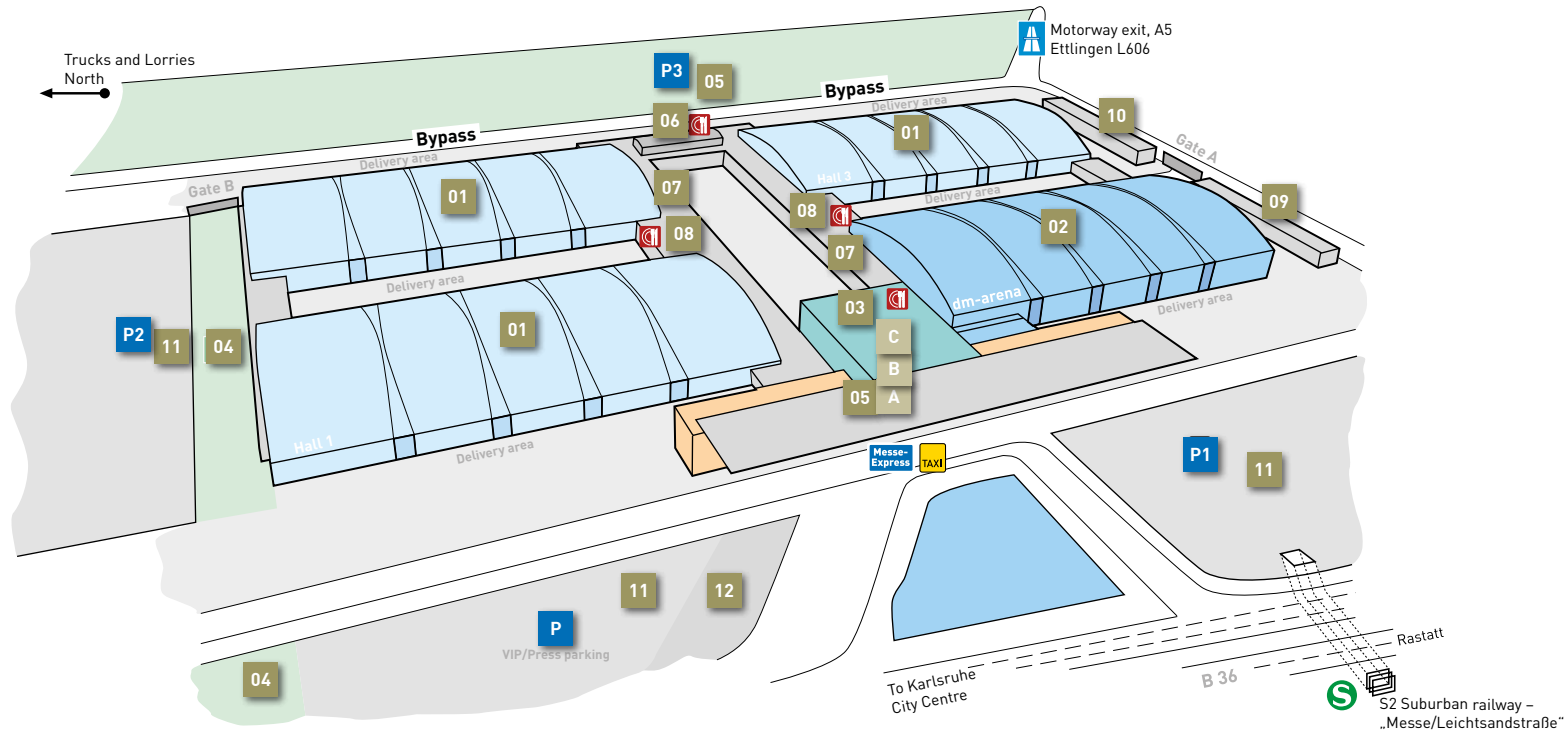 Motorway exit, A5
Ettlingen L606
Trucks and Lorries
North
P3
05
Bypass
Delivery area
06
10
01
Bypass
Gate A
Delivery area
Gate B
Hall 3
07
Delivery area
01
08
09
02
08
07
Delivery area
dm-arena
03
Delivery area
P2
11
04
01
C
B
05
A
Hall 1
Delivery area
Messe-
Express
TAXI
P1
11
11
12
P
VIP/Press parking
04
To Karlsruhe
City Centre
B 36
Rastatt
S
S2 Suburban railway –
„Messe/Leichtsandstraße“